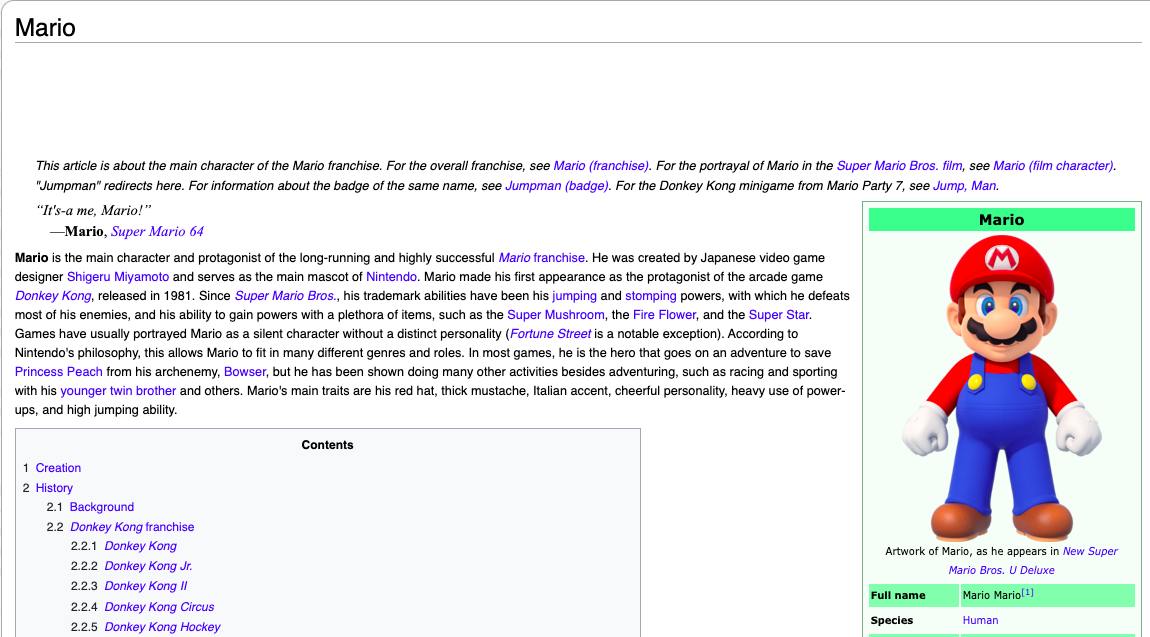 Mario
This article is about the main character of the Mario franchise. For the overall franchise, see Mario (franchise). For the portrayal of Mario in the Super Mario Bros. film, see Mario (film character).
"Jumpman" redirects here. For information about the badge of the same name, see Jumpman (badge). For the Donkey Kong minigame from Mario Party 7, see Jump, Man.
“It's-a me, Mario!”
—Mario, Super Mario 64
Mario is the main character and protagonist of the long-running and highly successful Mario franchise. He was created by Japanese video game
designer Shigeru Miyamoto and serves as the main mascot of Nintendo. Mario made his first appearance as the protagonist of the arcade game
Donkey Kong, released in 1981. Since Super Mario Bros., his trademark abilities have been his jumping and stomping powers, with which he defeats
most of his enemies, and his ability to gain powers with a plethora of items, such as the Super Mushroom, the Fire Flower, and the Super Star.
Games have usually portrayed Mario as a silent character without a distinct personality (Fortune Street is a notable exception). According to
Nintendo's philosophy, this allows Mario to fit in many different genres and roles. In most games, he is the hero that goes on an adventure to save
Princess Peach from his archenemy, Bowser, but he has been shown doing many other activities besides adventuring, such as racing and sporting
with his younger twin brother and others. Mario's main traits are his red hat, thick mustache, Italian accent, cheerful personality, heavy use of power-
ups, and high jumping ability.
Contents
1 Creation
2 History
2.1 Background
2.2 Donkey Kong franchise
2.2.1 Donkey Kong
2.2.2 Donkey Kong Jr.
2.2.3 Donkey Kong II
2.2.4 Donkey Kong Circus
2.2.5 Donkey Kong Hockey
Mario
M
Artwork of Mario, as he appears in New Super
Mario Bros. U Deluxe
Full name Mario Mario[1]
Species Human